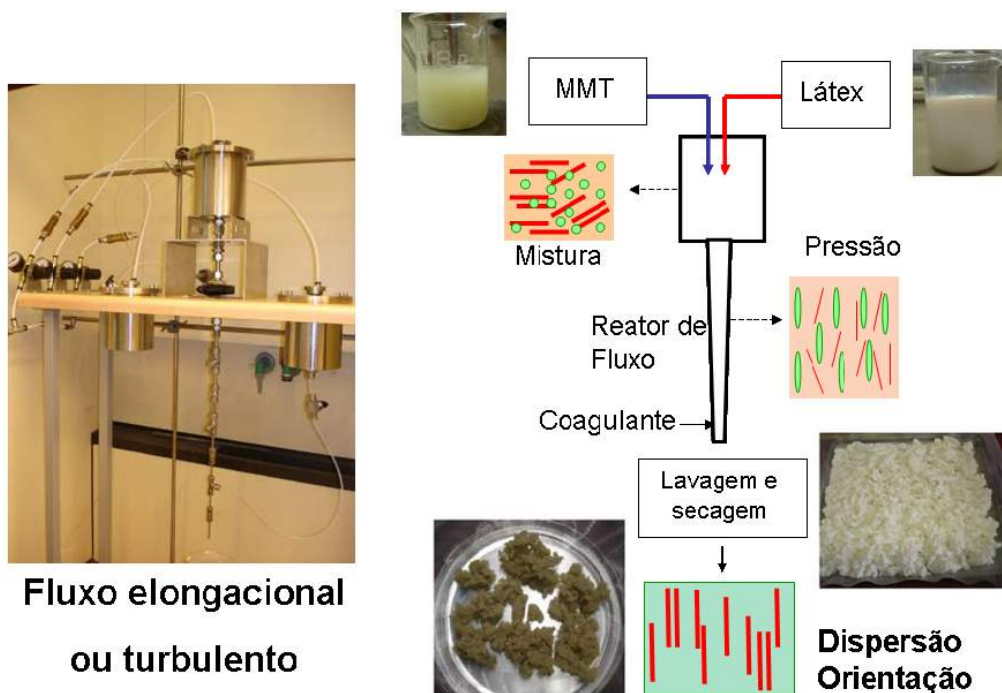 MMT
Látex
Mistura
Pressão
Reator de
Fluxo
Coagulante
Lavagem e
secagem
Fluxo elongacional
ou turbulento
Dispersão
Orientação